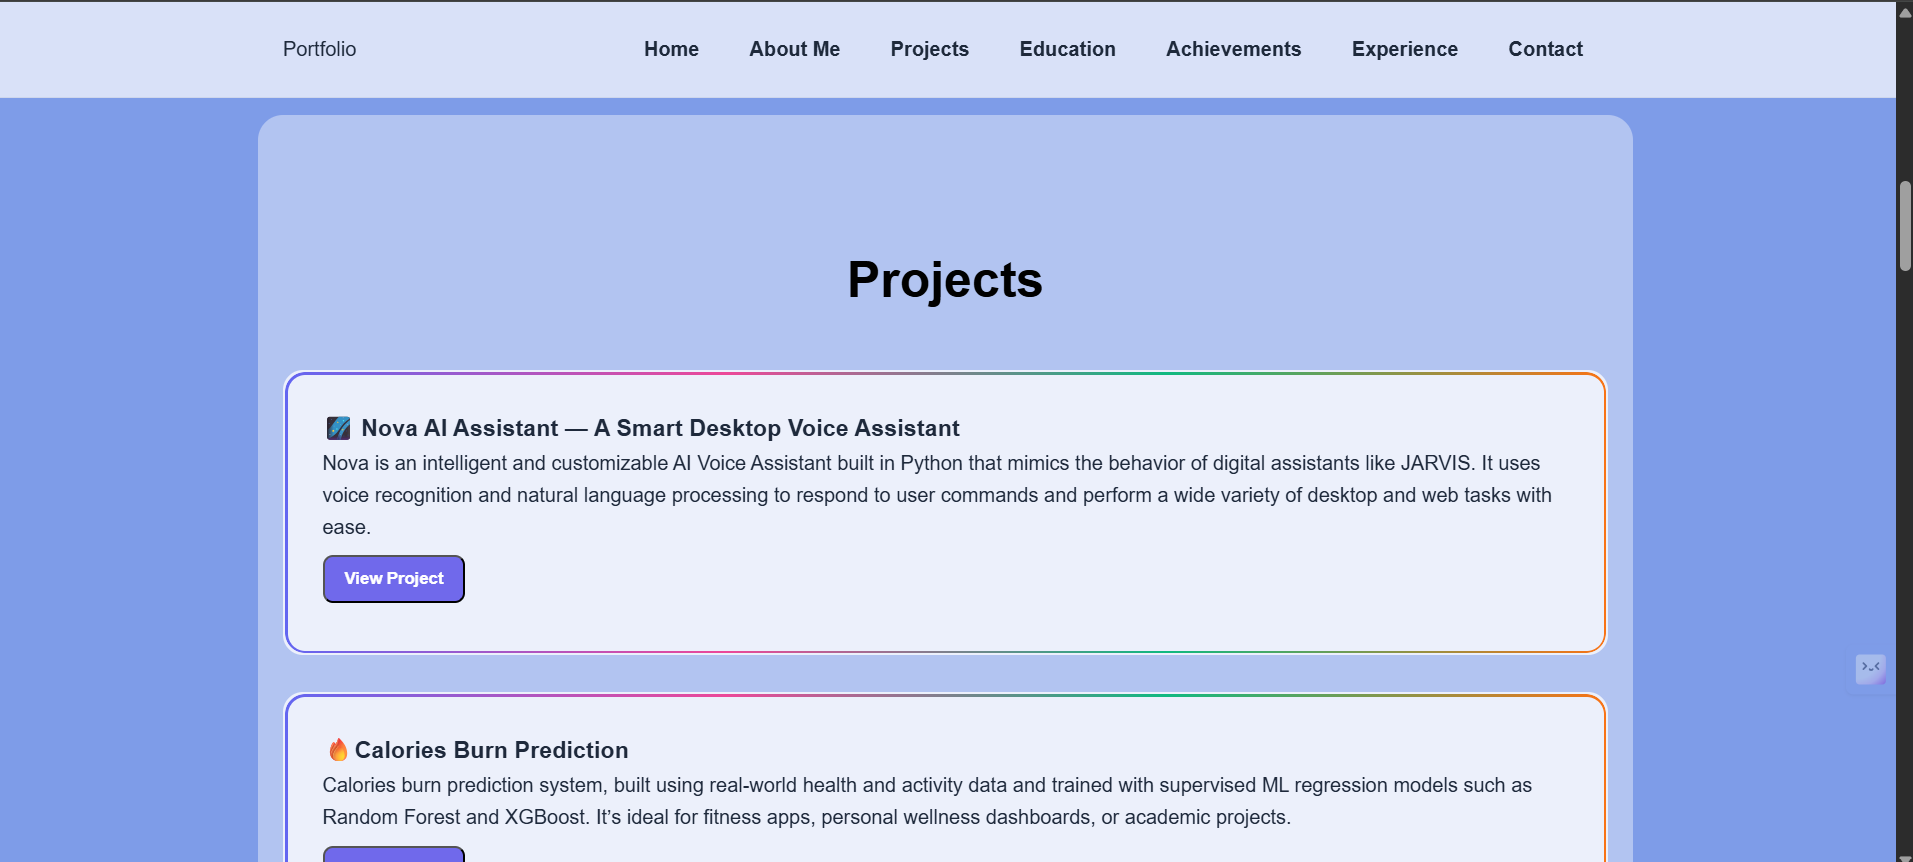 Portfolio
Home
About Me
Projects
Education
Achievements
Experience
Contact
Projects
Nova AI Assistant — A Smart Desktop Voice Assistant
Nova is an intelligent and customizable AI Voice Assistant built in Python that mimics the behavior of digital assistants like JARVIS. It uses
voice recognition and natural language processing to respond to user commands and perform a wide variety of desktop and web tasks with
ease.
View Project
🔥Calories Burn Prediction
Calories burn prediction system, built using real-world health and activity data and trained with supervised ML regression models such as
Random Forest and XGBoost. It’s ideal for fitness apps, personal wellness dashboards, or academic projects.